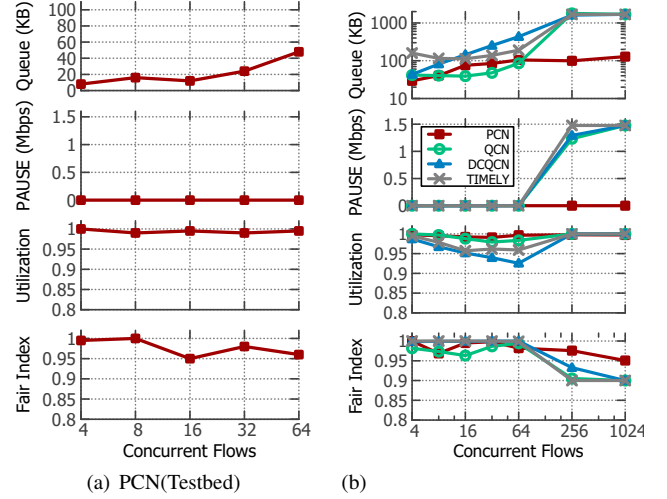 Queue (KB)
100
80
60
40
20
0
PAUSE (Mbps)
1.5
1
0.5
0
Utilization
1
0.95
0.9
0.85
0.8
Fair Index
1
0.95
0.9
0.85
0.8
4 8 16 32 64
Concurrent Flows
(a) PCN(Testbed)
Queue (KB)
1000
100
10
PAUSE (Mbps)
1.5
1
0.5
0
PCN
QCN
DCQCN
TIMELY
Utilization
1
0.95
0.9
0.85
0.8
Fair Index
1
0.95
0.9
0.85
0.8
4 16 64 256 1024
Concurrent Flows
(b)